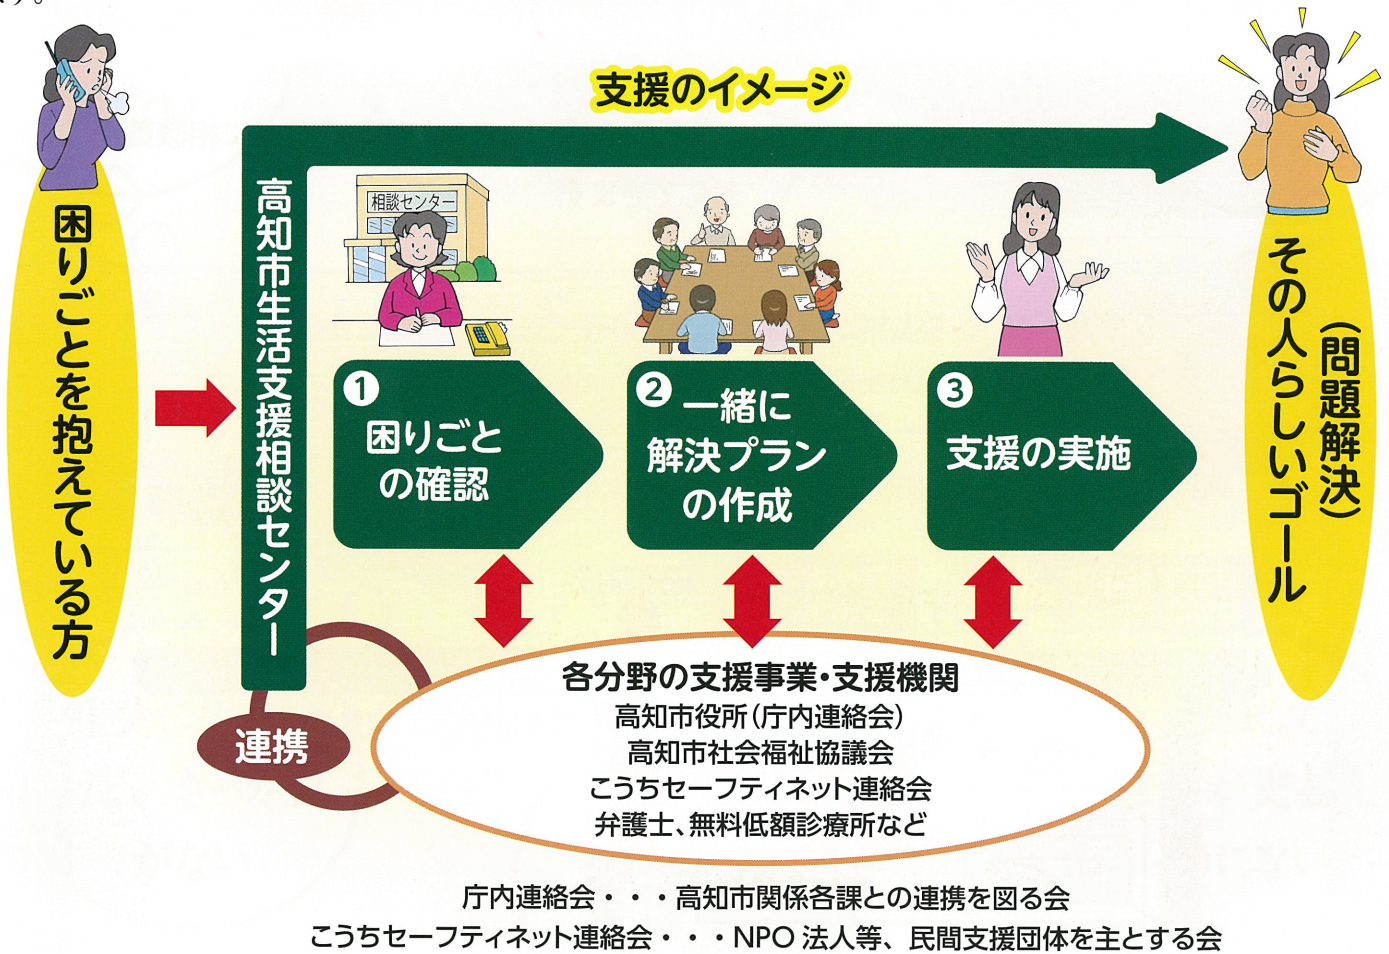 す。
支援のイメージ
困りごとを抱えている方
高知市生活支援相談センター
相談センター
1
困りごと
の確認
2
一緒に
解決プラン
の作成
3
支援の実施
(問題解決)
その人らしいゴール
連携
各分野の支援事業・支援機関
高知市役所(庁内連絡会)
高知市社会福祉協議会
こうちセーフティネット連絡会
弁護士、無料低額診療所など
庁内連絡会・・・高知市関係各課との連携を図る会
こうちセーフティネット連絡会・・・NPO 法人等、民間支援団体を主とする会